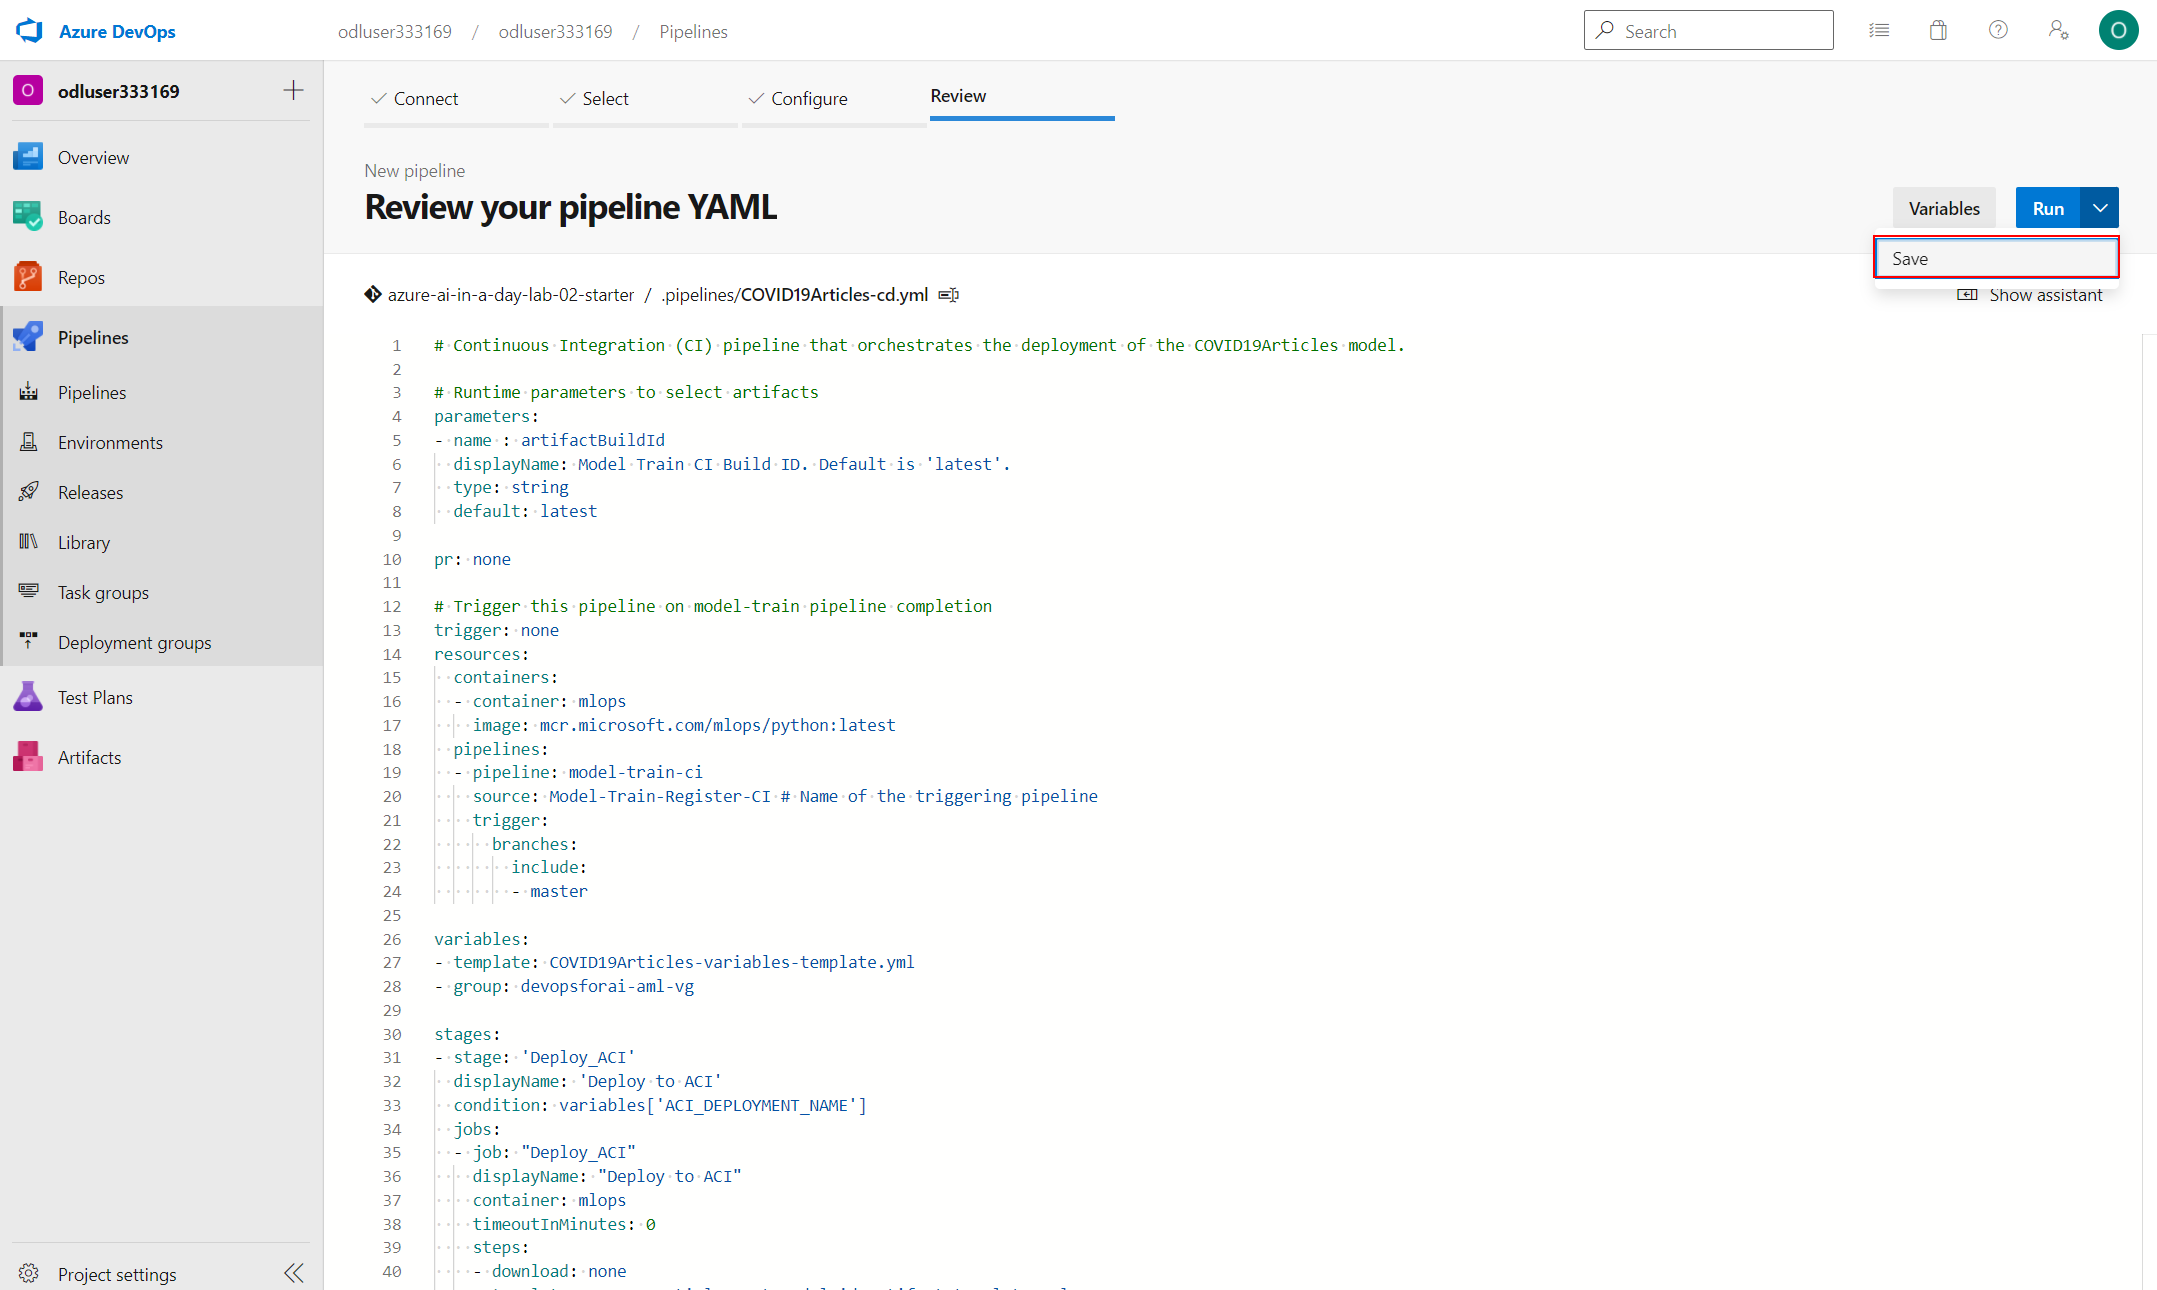 Azure DevOps
odluser333169 / odluser333169 / Pipelines
Search
O
O odluser333169
Overview
Boards
Repos
Pipelines
Pipelines
Environments
Releases
Library
Task groups
Deployment groups
Test Plans
Artifacts
Project settings
Connect
Select
Configure
Review
New pipeline
Review your pipeline YAML
Variables
Run
Save
azure-ai-in-a-day-lab-02-starter / .pipelines/COVID19Articles-cd.yml
Show assistant
1 # Continuous Integration (CI) pipeline that orchestrates the deployment of the COVID19Articles model.
2
3 # Runtime parameters to select artifacts
4 parameters:
5 - name : artifactBuildId
6   displayName: Model Train CI Build ID. Default is 'latest'.
7   type: string
8   default: latest
9
10 pr: none
11
12 # Trigger this pipeline on model-train pipeline completion
13 trigger: none
14 resources:
15   containers:
16   - container: mlops
17     image: mcr.microsoft.com/mlops/python:latest
18   pipelines:
19   - pipeline: model-train-ci
20     source: Model-Train-Register-CI # Name of the triggering pipeline
21     trigger:
22       branches:
23         include:
24         - master
25
26 variables:
27 - template: COVID19Articles-variables-template.yml
28 - group: devopsforai-aml-vg
29
30 stages:
31 - stage: 'Deploy_ACI'
32   displayName: 'Deploy to ACI'
33   condition: variables['ACI_DEPLOYMENT_NAME']
34   jobs:
35   - job: "Deploy_ACI"
36     displayName: "Deploy to ACI"
37     container: mlops
38     timeoutInMinutes: 0
39     steps:
40     - download: none